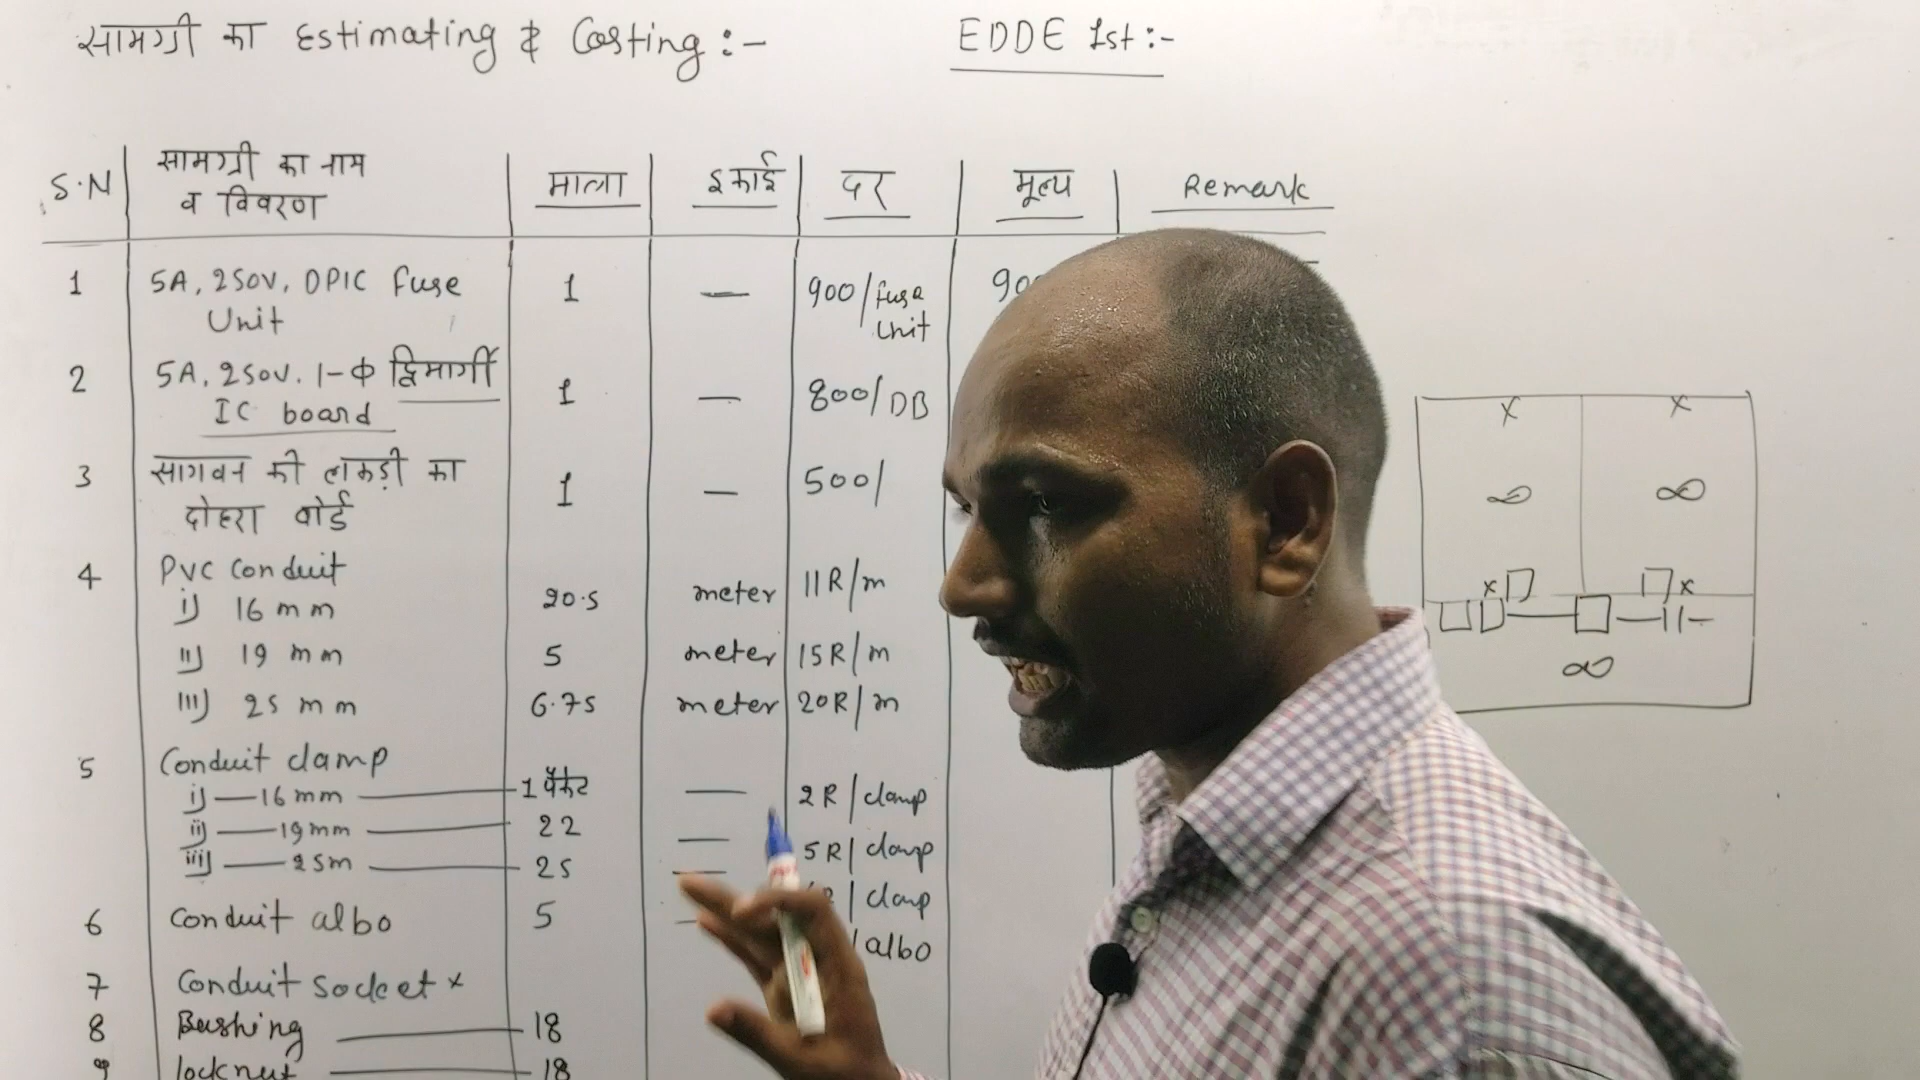 सामग्री का Estimating & Costing :-
EDDE 1st :-
S.N
सामग्री का नाम
व विवरण
मात्रा
इकाई
दर
मूल्य
Remark
1
5A, 250V, DPIC fuse
Unit
1
—
900/fuse
Unit
2
5A, 250V. 1-Φ द्विमार्गी
IC board
1
—
800/DB
3
सागवन की लकड़ी का
दोहरा बोर्ड
1
—
500/
4
PVC Conduit
i) 16 mm
20.5
meter
11R/m
ii) 19 mm
5
meter
15R/m
iii) 25 mm
6.75
meter
20R/m
5
Conduit clamp
i) — 16 mm
1 पैकेट
—
2R/clamp
ii) — 19mm
22
—
5R/clamp
iii) — 25m
25
—
/clamp
6
Conduit albo
5
/albo
7
Conduit Socket x
8
Bushing
18
9
locknut
18